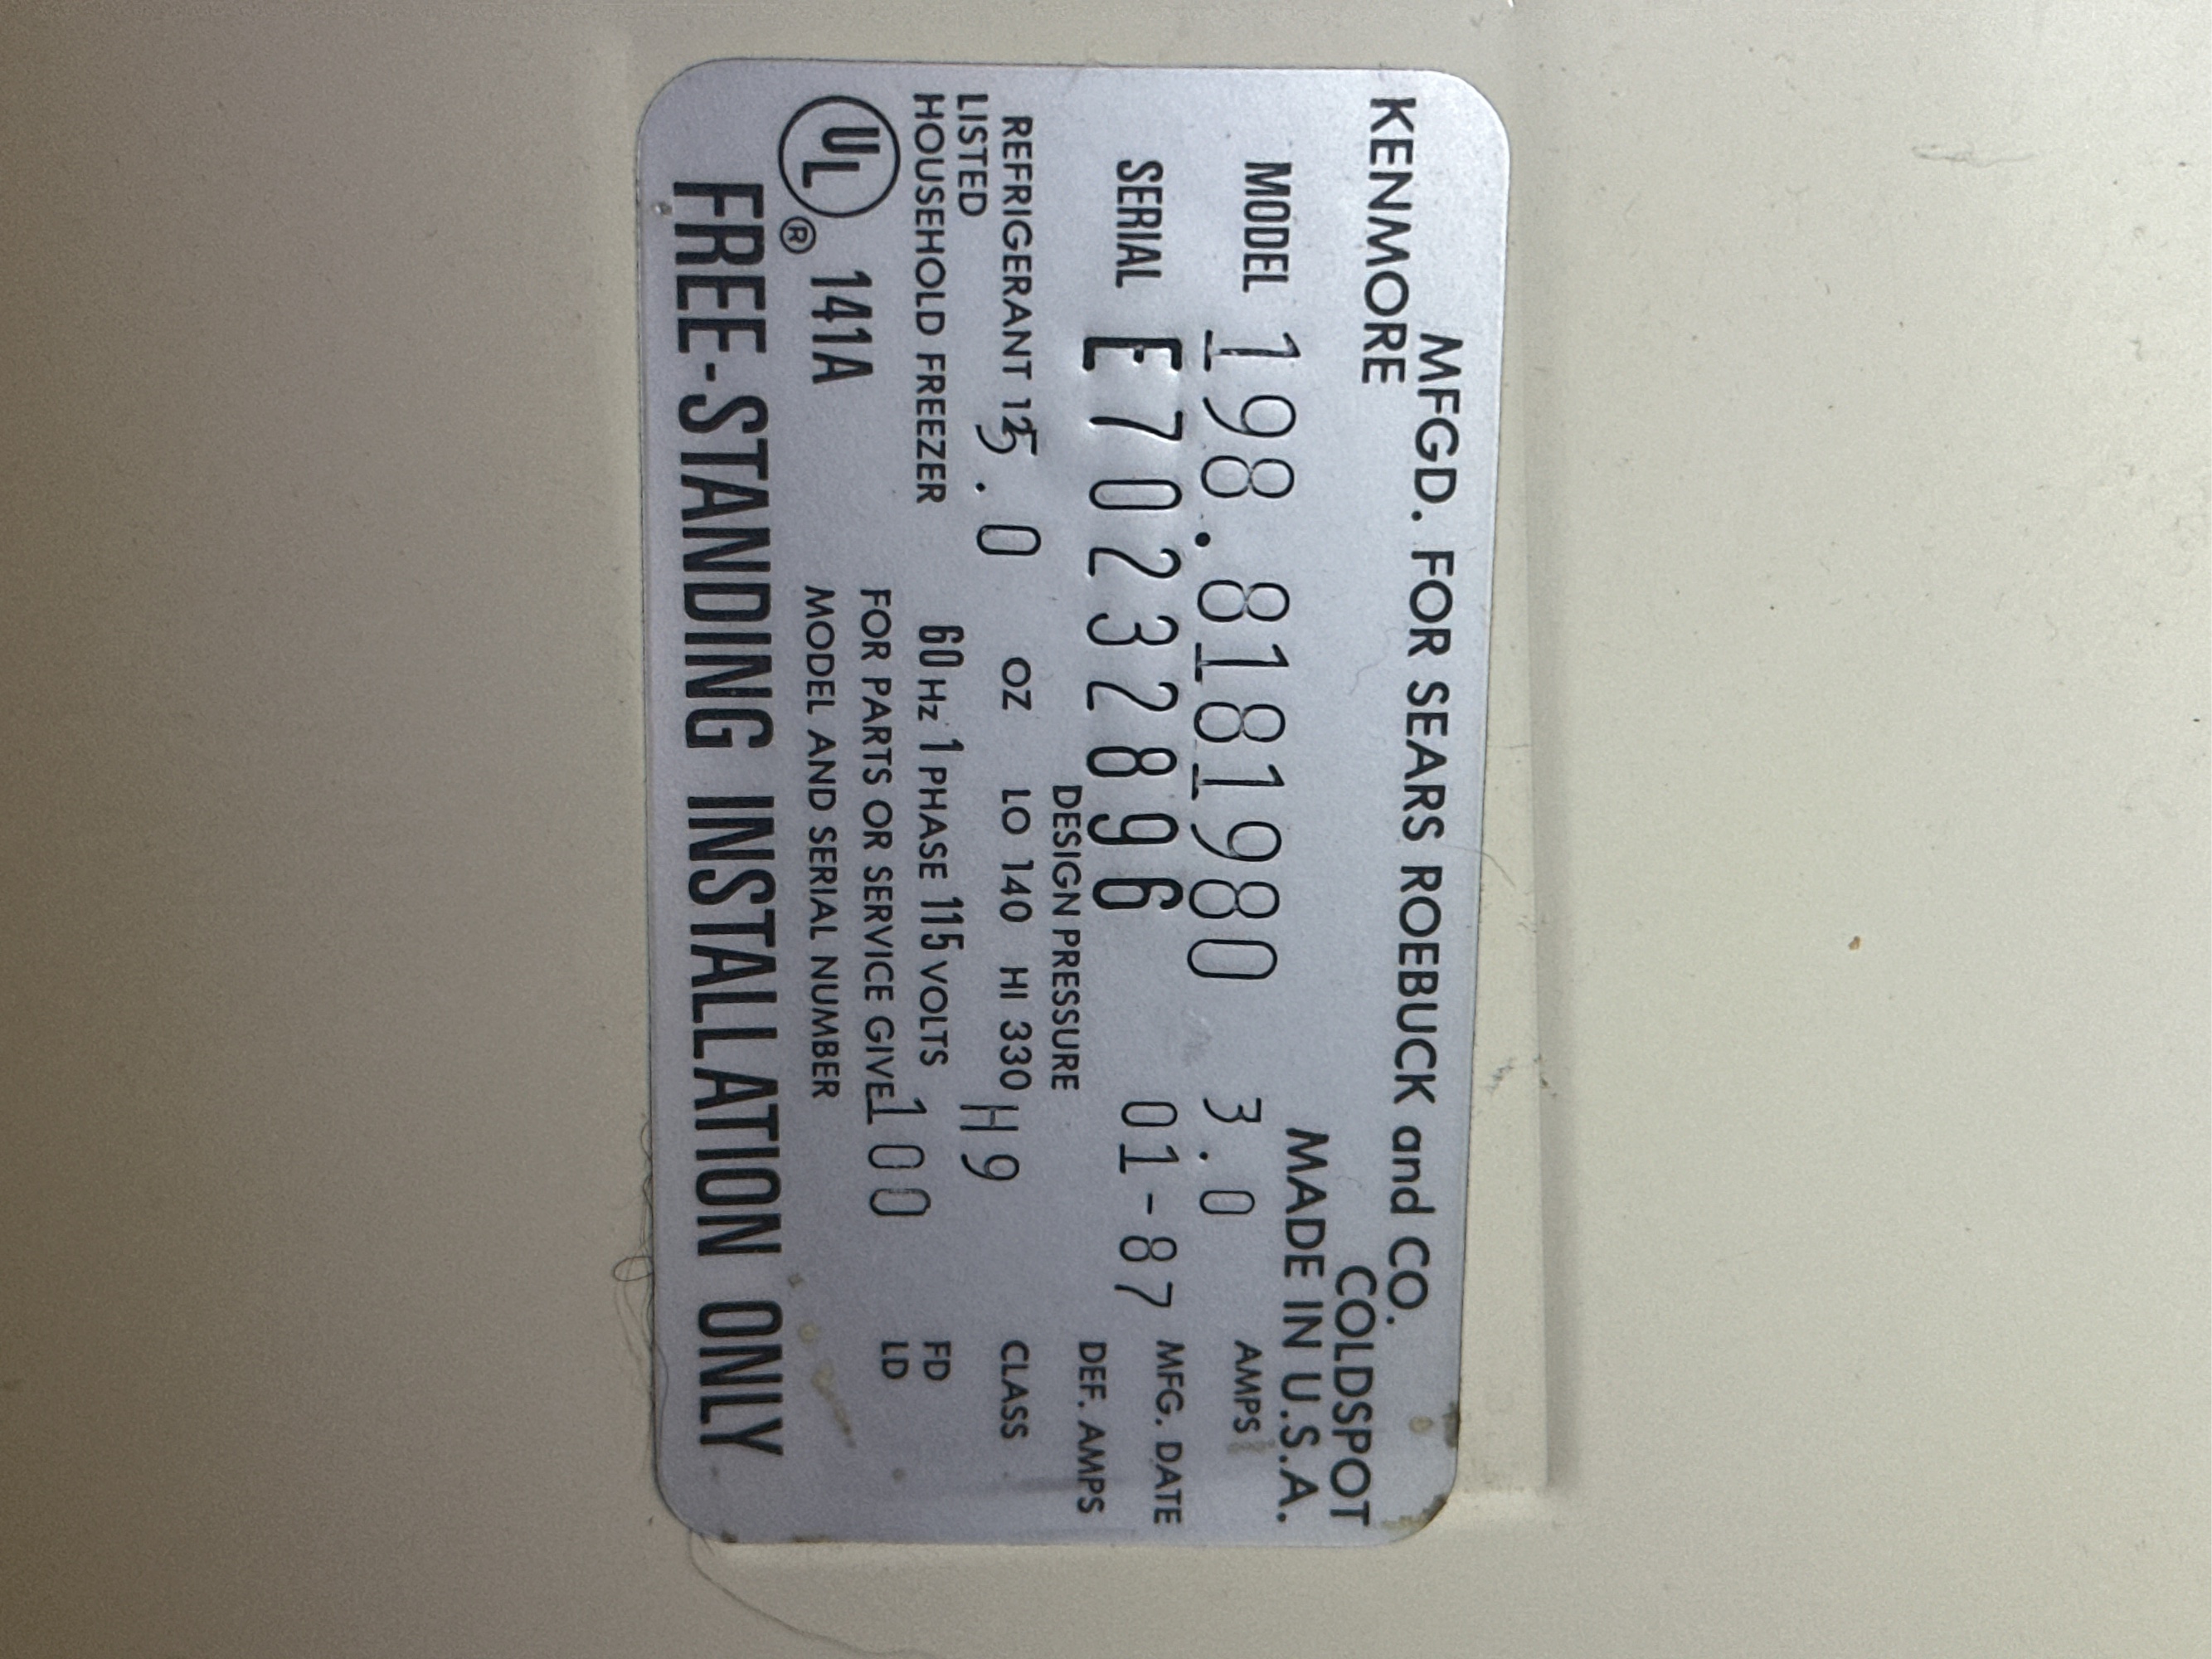 MFGD. FOR SEARS ROEBUCK and CO.
KENMORE COLDSPOT
MADE IN U.S.A.
MODEL 198.8181980 3.0 AMPS
SERIAL E70232896 01-87 MFG. DATE
DESIGN PRESSURE DEF. AMPS
REFRIGERANT 12 5.0 OZ LO 140 HI 330 H9 CLASS
LISTED
HOUSEHOLD FREEZER 60 Hz 1 PHASE 115 VOLTS FD
UL® 141A FOR PARTS OR SERVICE GIVE 100 LD
MODEL AND SERIAL NUMBER
FREE-STANDING INSTALLATION ONLY